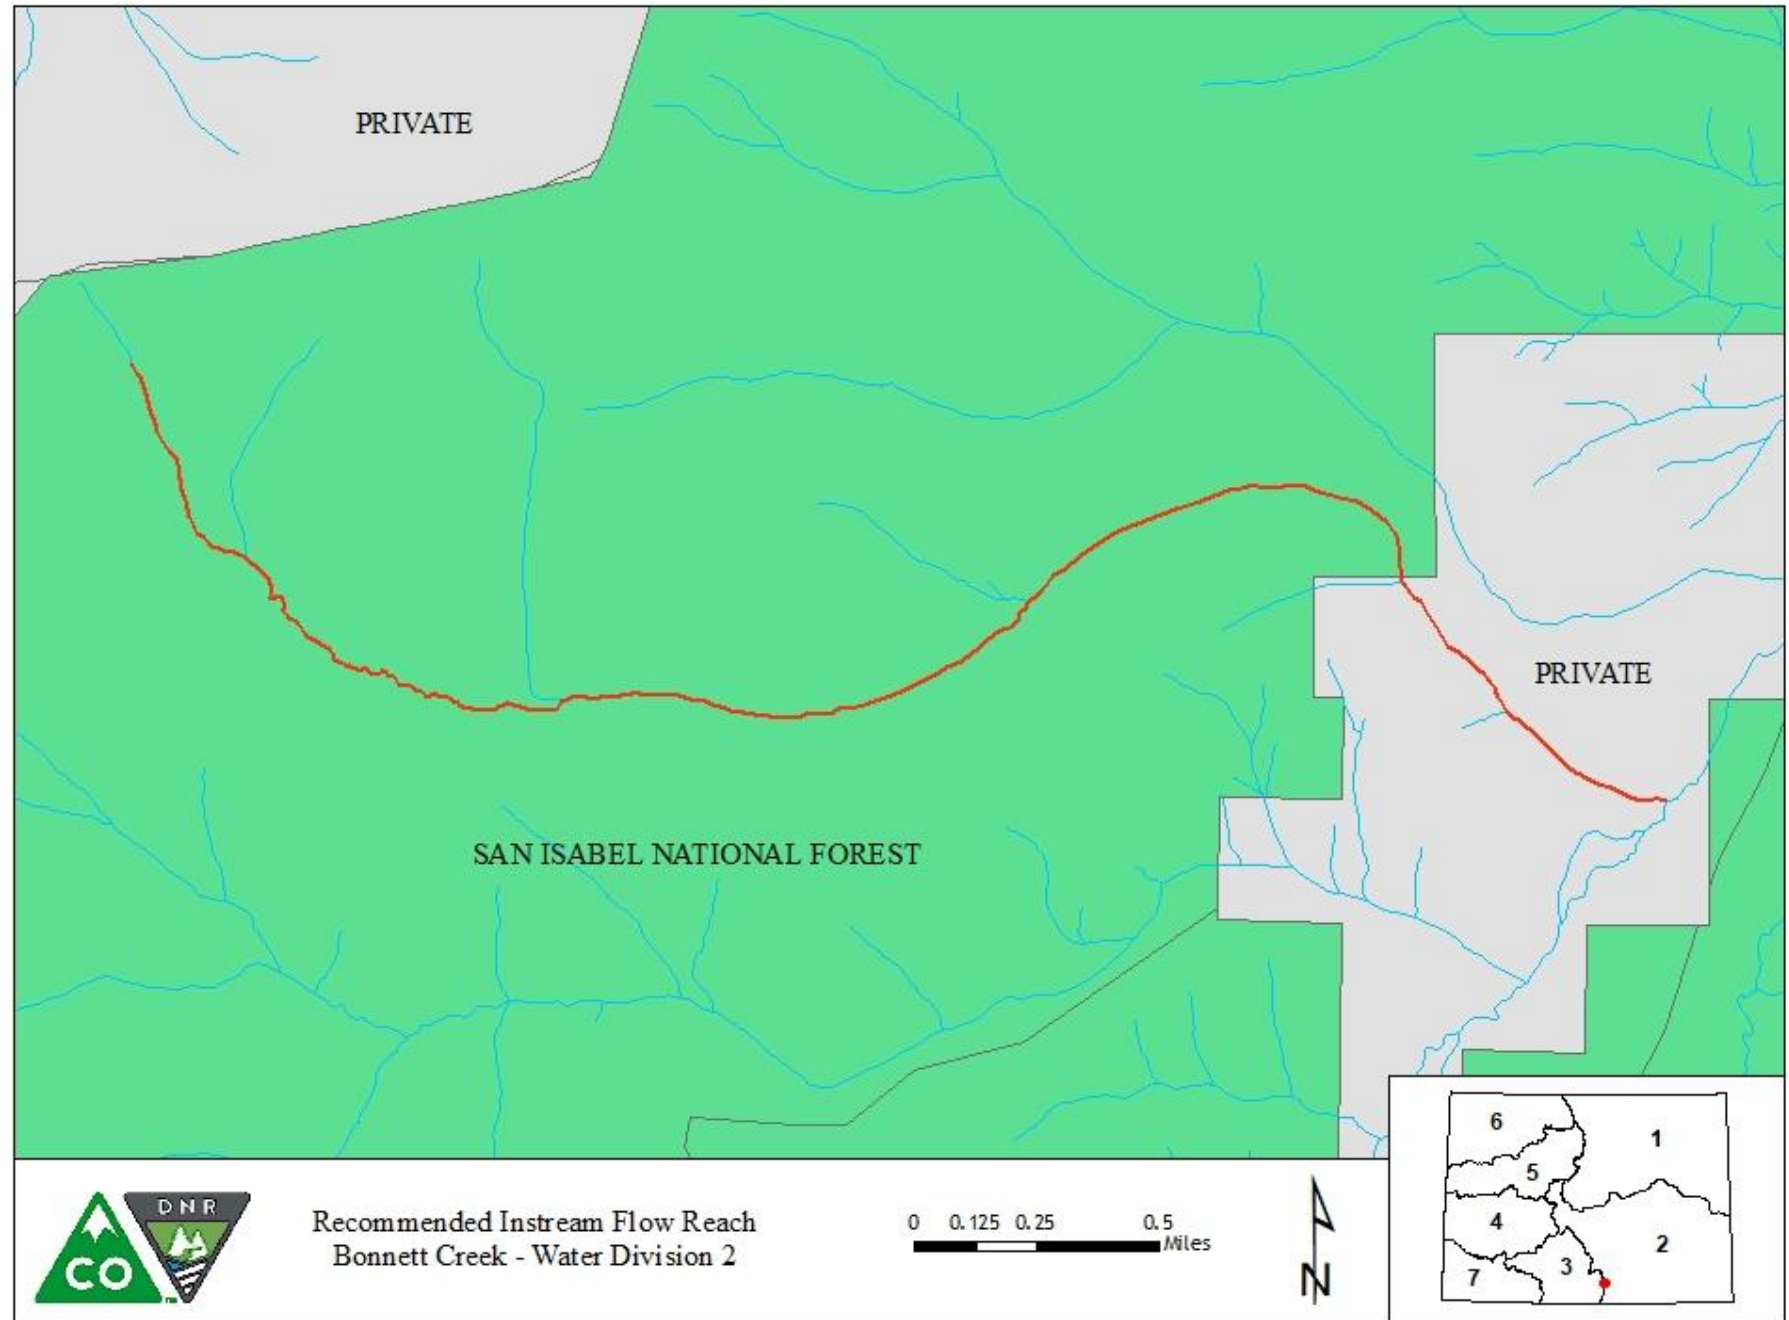 PRIVATE
PRIVATE
SAN ISABEL NATIONAL FOREST
CO
DNR
TM
Recommended Instream Flow Reach
Bonnett Creek - Water Division 2
0 0.125 0.25 0.5
Miles
N
6
1
5
4
2
3
7